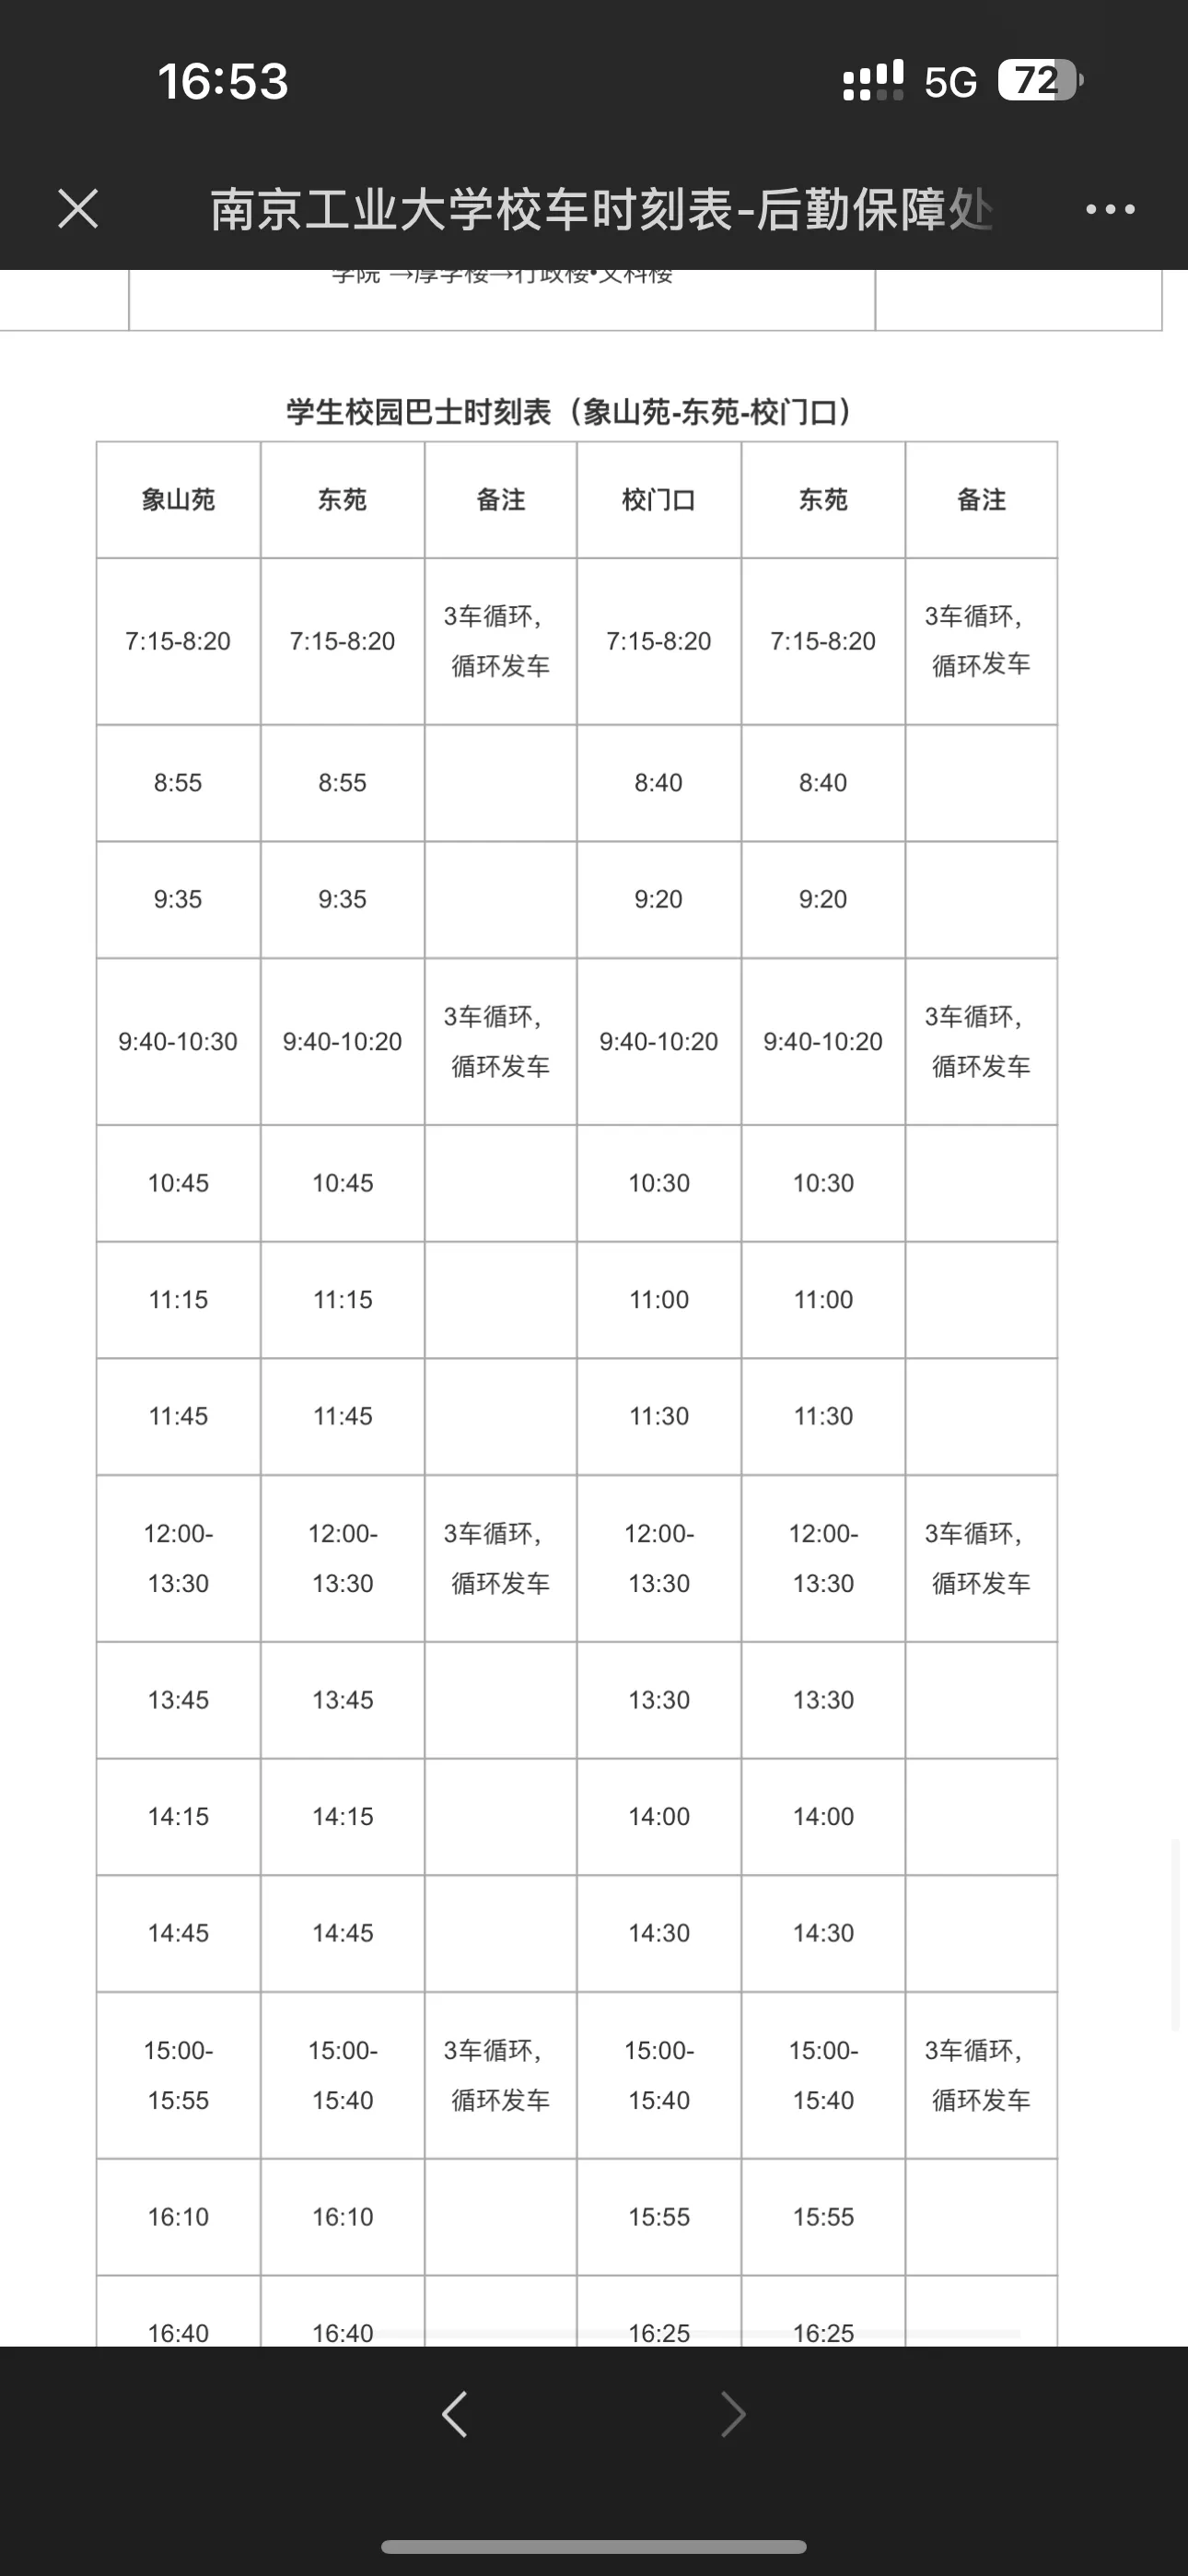 16:53 5G 72
南京工业大学校车时刻表-后勤保障处
学院 →厚学楼→行政楼•文科楼
学生校园巴士时刻表（象山苑-东苑-校门口）
象山苑 东苑 备注 校门口 东苑 备注
7:15-8:20 7:15-8:20 3车循环，循环发车 7:15-8:20 7:15-8:20 3车循环，循环发车
8:55 8:55 8:40 8:40
9:35 9:35 9:20 9:20
9:40-10:30 9:40-10:20 3车循环，循环发车 9:40-10:20 9:40-10:20 3车循环，循环发车
10:45 10:45 10:30 10:30
11:15 11:15 11:00 11:00
11:45 11:45 11:30 11:30
12:00-13:30 12:00-13:30 3车循环，循环发车 12:00-13:30 12:00-13:30 3车循环，循环发车
13:45 13:45 13:30 13:30
14:15 14:15 14:00 14:00
14:45 14:45 14:30 14:30
15:00-15:55 15:00-15:40 3车循环，循环发车 15:00-15:40 15:00-15:40 3车循环，循环发车
16:10 16:10 15:55 15:55
16:40 16:40 16:25 16:25